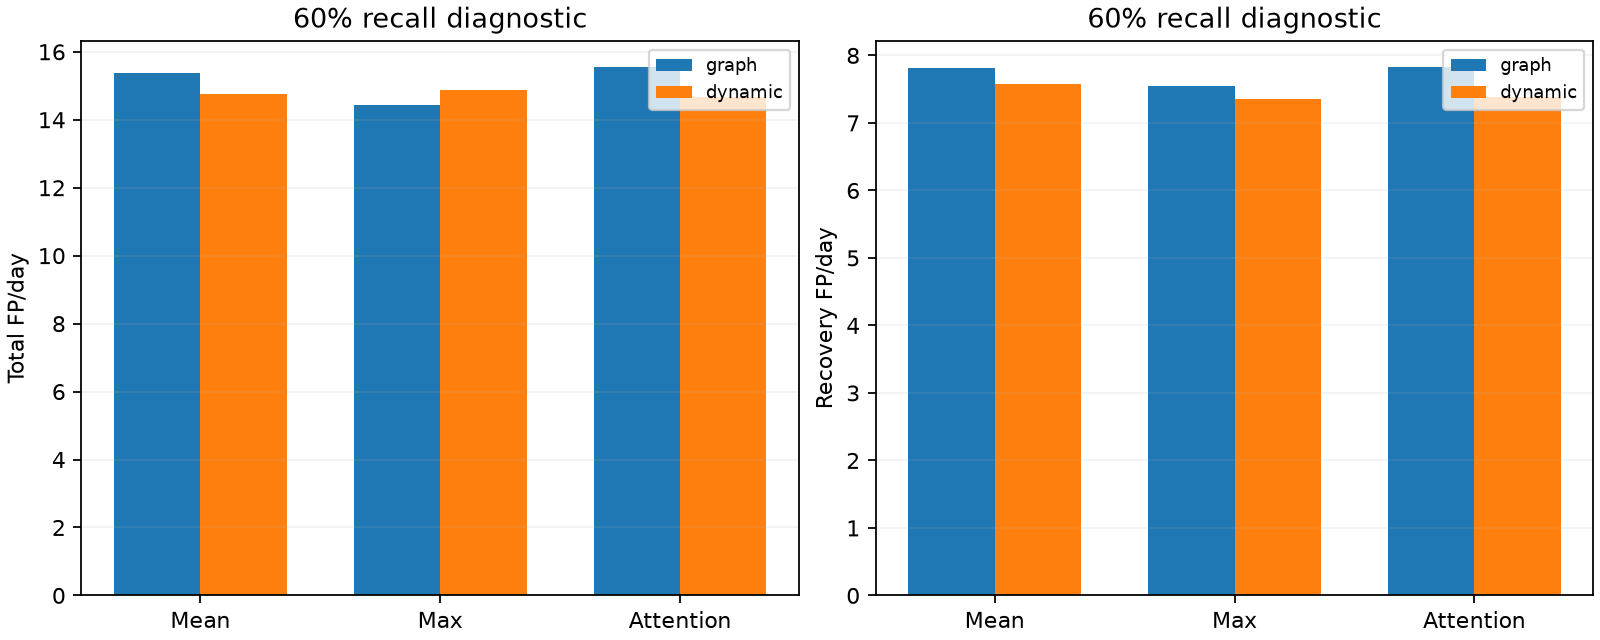 60% recall diagnostic
Total FP/day
16
14
12
10
8
6
4
2
0
graph
dynamic
Mean
Max
Attention
60% recall diagnostic
Recovery FP/day
8
7
6
5
4
3
2
1
0
graph
dynamic
Mean
Max
Attention